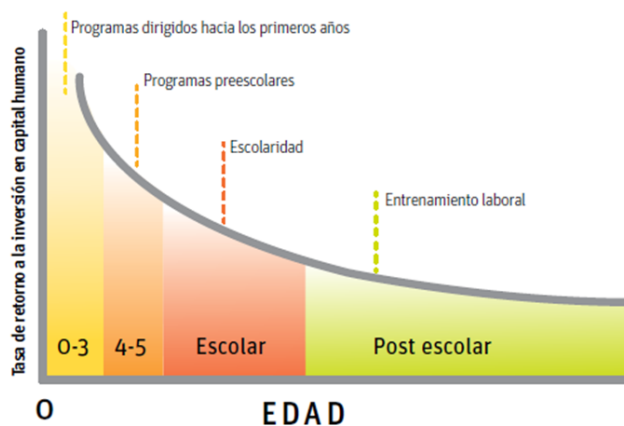 Programas dirigidos hacia los primeros años
Programas preescolares
Escolaridad
Entrenamiento laboral
Tasa de retorno a la inversión en capital humano
0-3
4-5
Escolar
Post escolar
0
EDAD